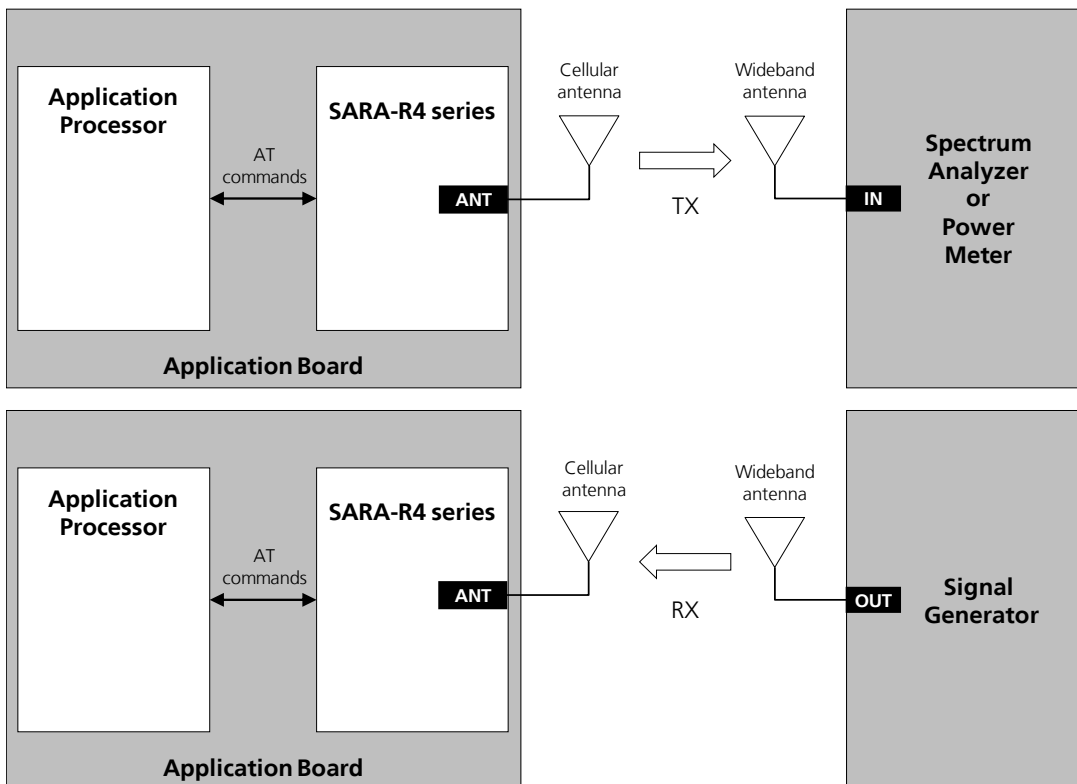 Application
Processor
AT
commands
SARA-R4 series
ANT
Application Board
Cellular
antenna
TX
Wideband
antenna
IN
Spectrum
Analyzer
or
Power
Meter
Application
Processor
AT
commands
SARA-R4 series
ANT
Application Board
Cellular
antenna
RX
Wideband
antenna
OUT
Signal
Generator